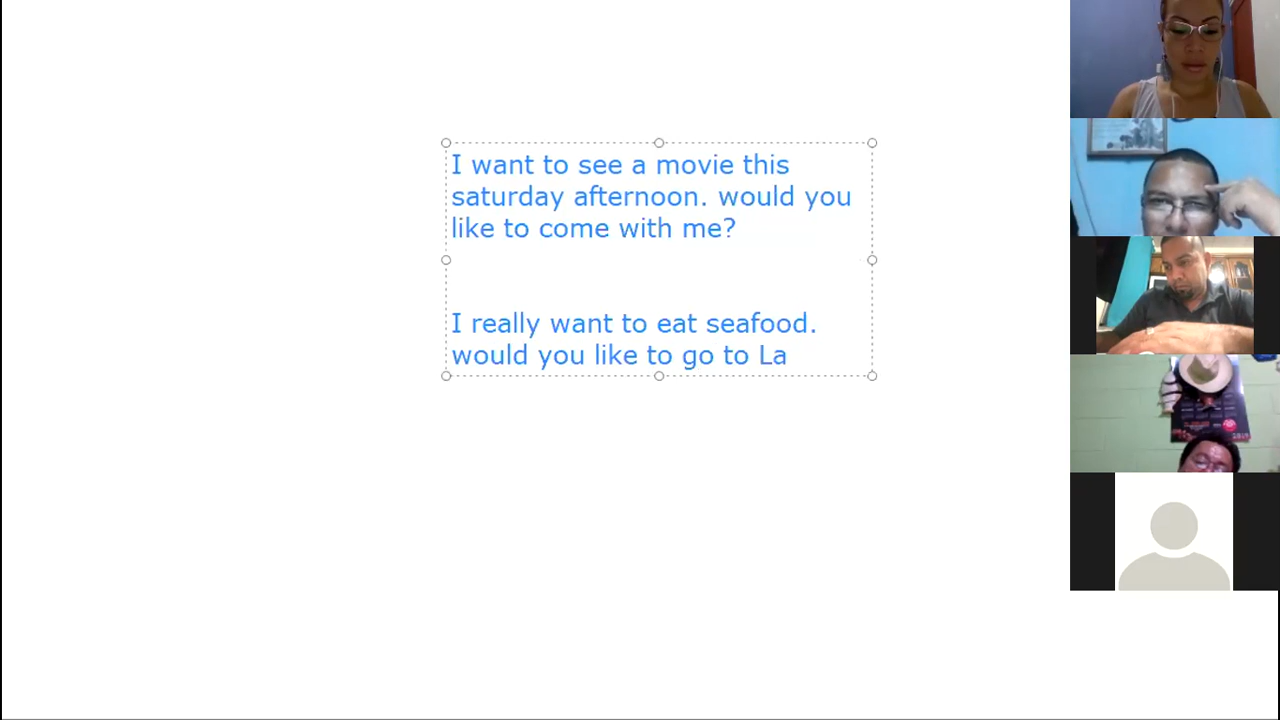 I want to see a movie this
saturday afternoon. would you
like to come with me?
I really want to eat seafood.
would you like to go to La